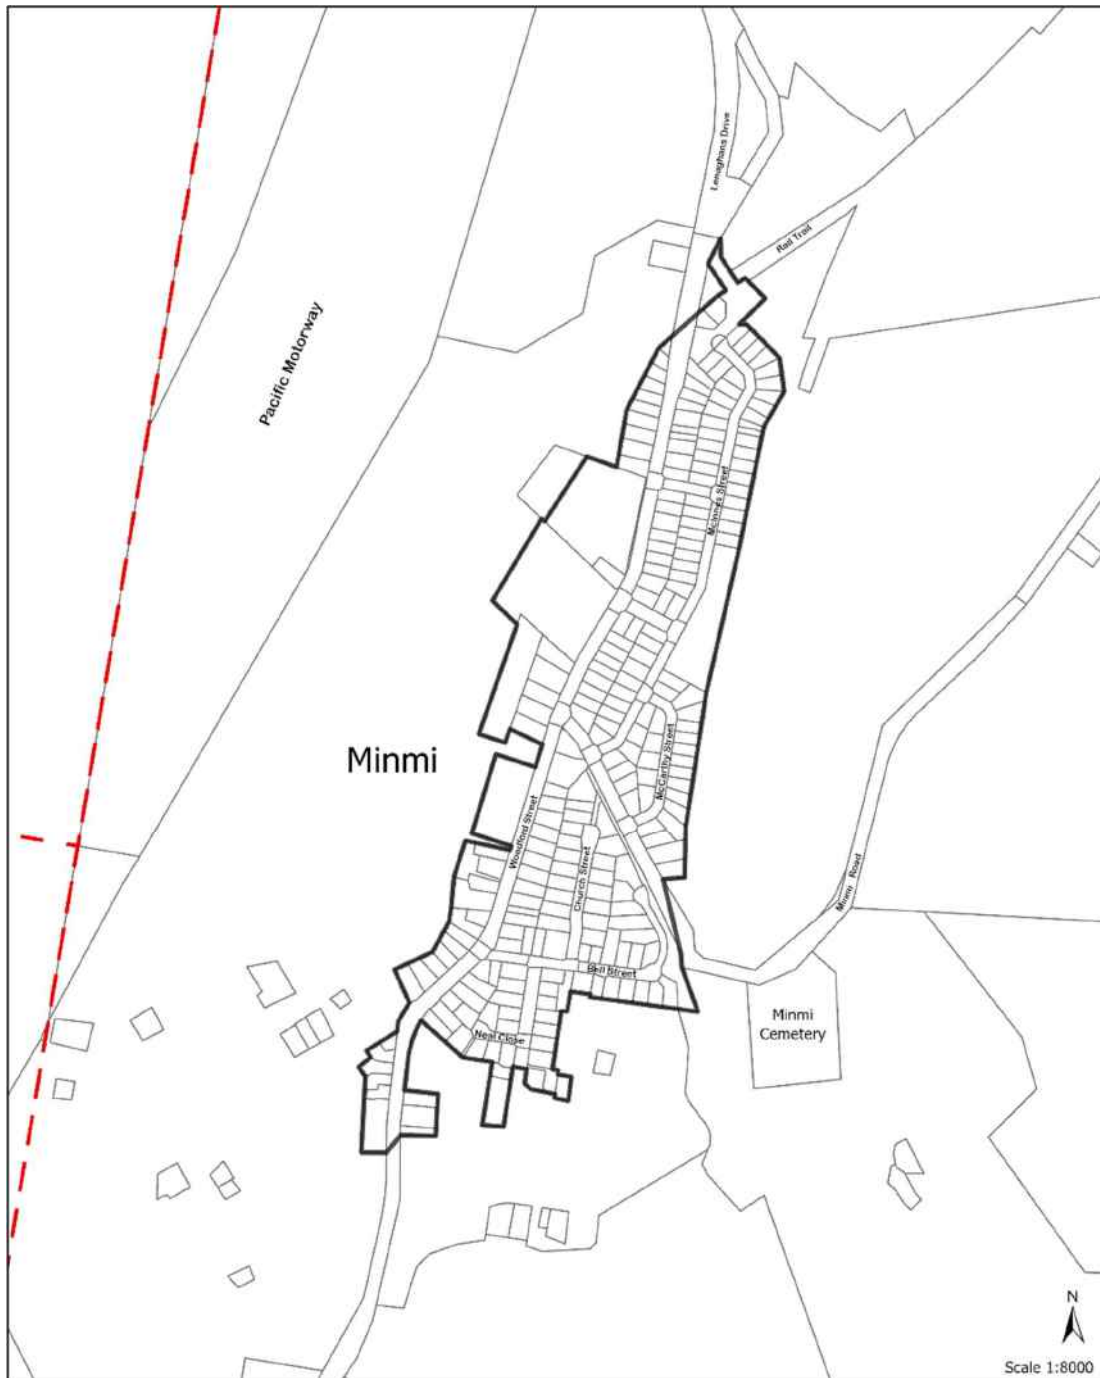 Lenaghans Drive
Rail Trail
Pacific Motorway
McInnes Street
Minmi
McCarthy Street
Woodford Street
Church Street
Minmi Road
Bell Street
Minmi
Cemetery
Neal Close
N
Scale 1:8000